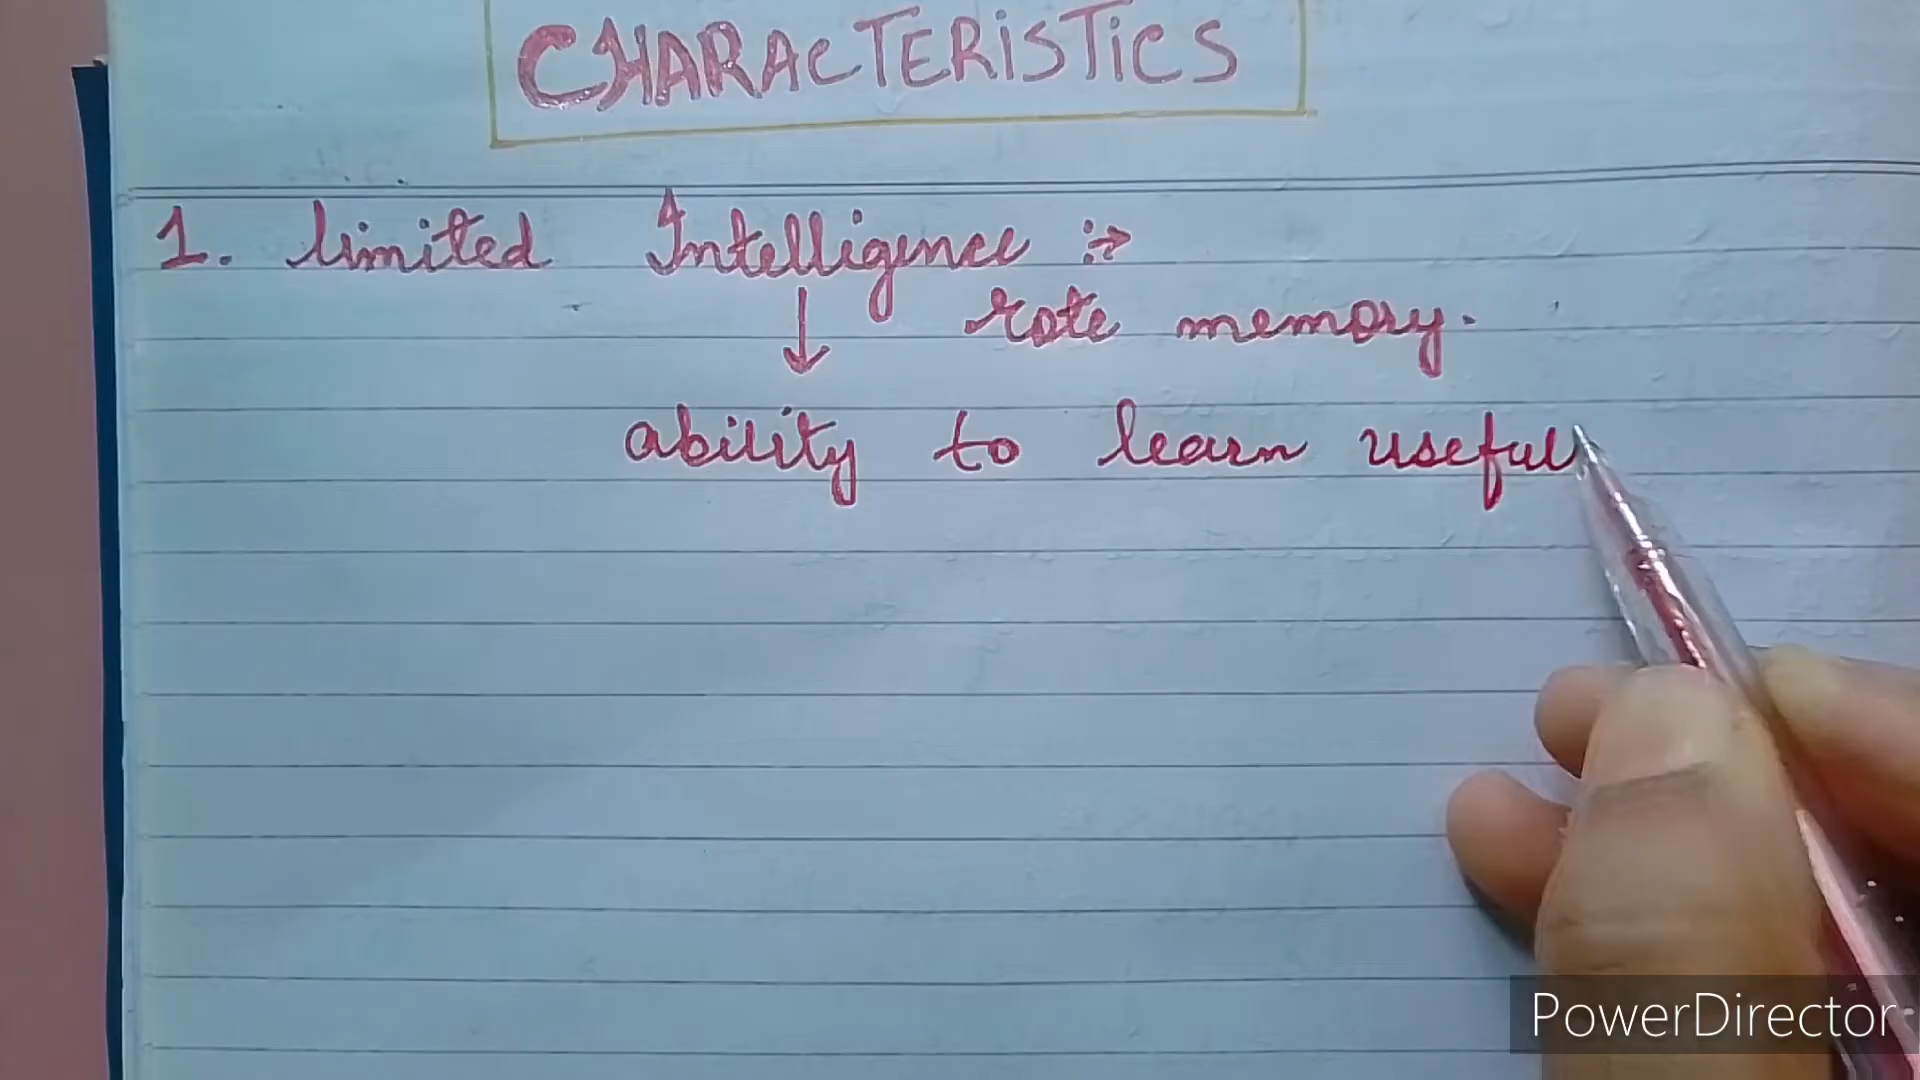 CHARACTERISTICS
1. limited Intelligence :→
↓ rote memory.
ability to learn useful
PowerDirector